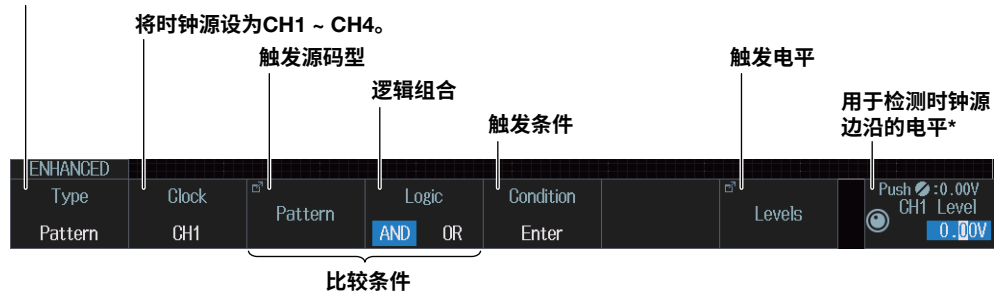 将时钟源设为CH1 ~ CH4。
触发源码型
逻辑组合
触发条件
触发电平
用于检测时钟源
边沿的电平*
ENHANCED
Type
Pattern
Clock
CH1
Pattern
Logic
AND OR
Condition
Enter
Levels
Push :0.00V
CH1 Level
0.00V
比较条件